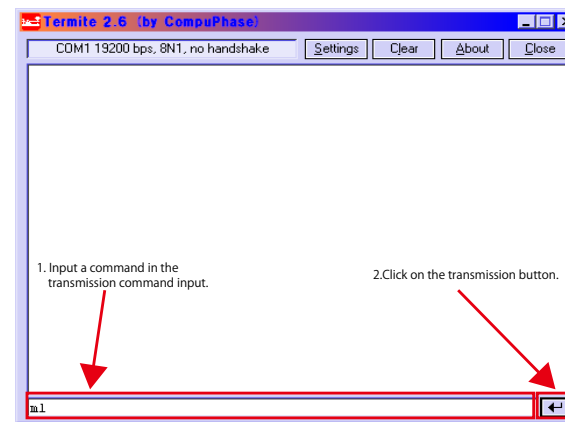 Termite 2.6 (by CompuPhase)
COM1 19200 bps, 8N1, no handshake Settings Clear About Close
1. Input a command in the
transmission command input.
2.Click on the transmission button.
m1